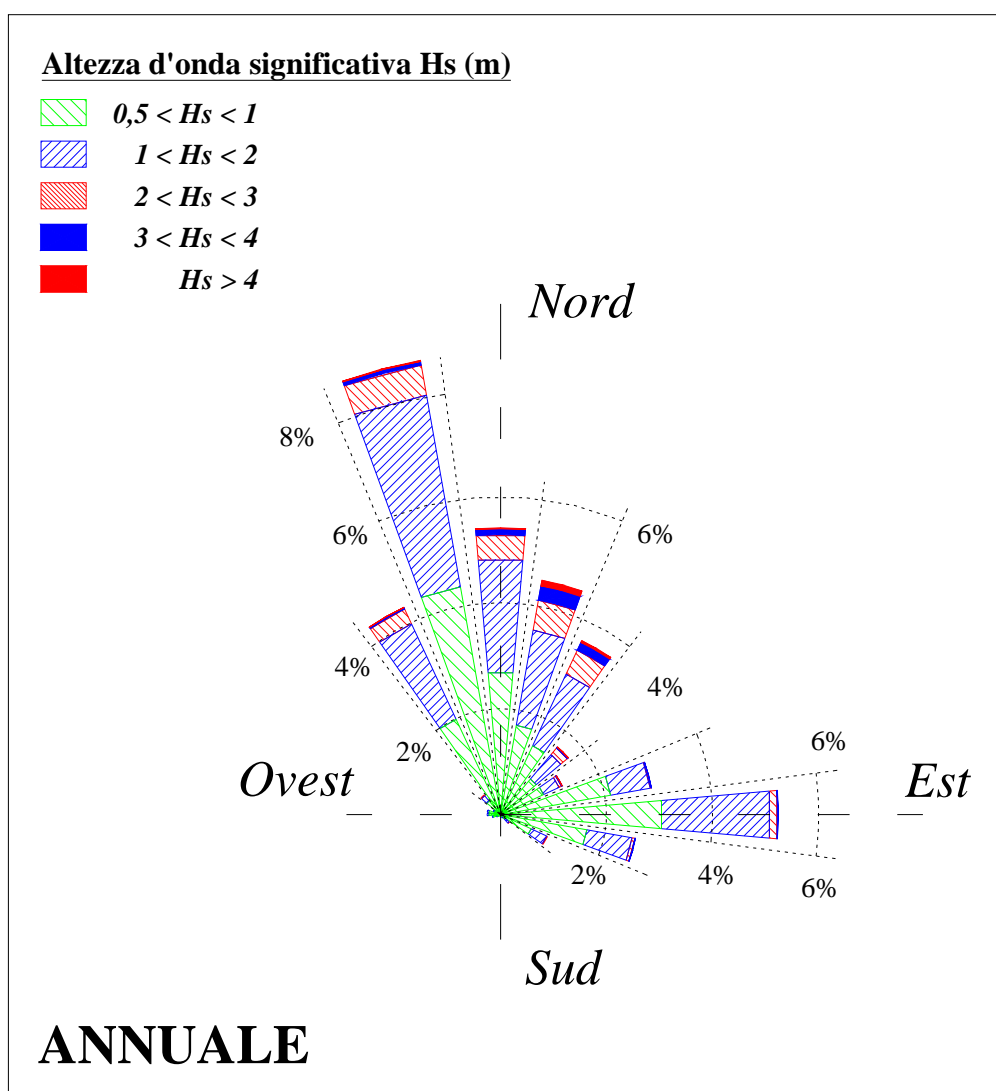 Altezza d'onda significativa Hs (m)
0,5 < Hs < 1
1 < Hs < 2
2 < Hs < 3
3 < Hs < 4
Hs > 4
Nord
8%
6%
6%
4%
4%
2%
6%
Ovest
Est
2%
4%
6%
Sud
ANNUALE